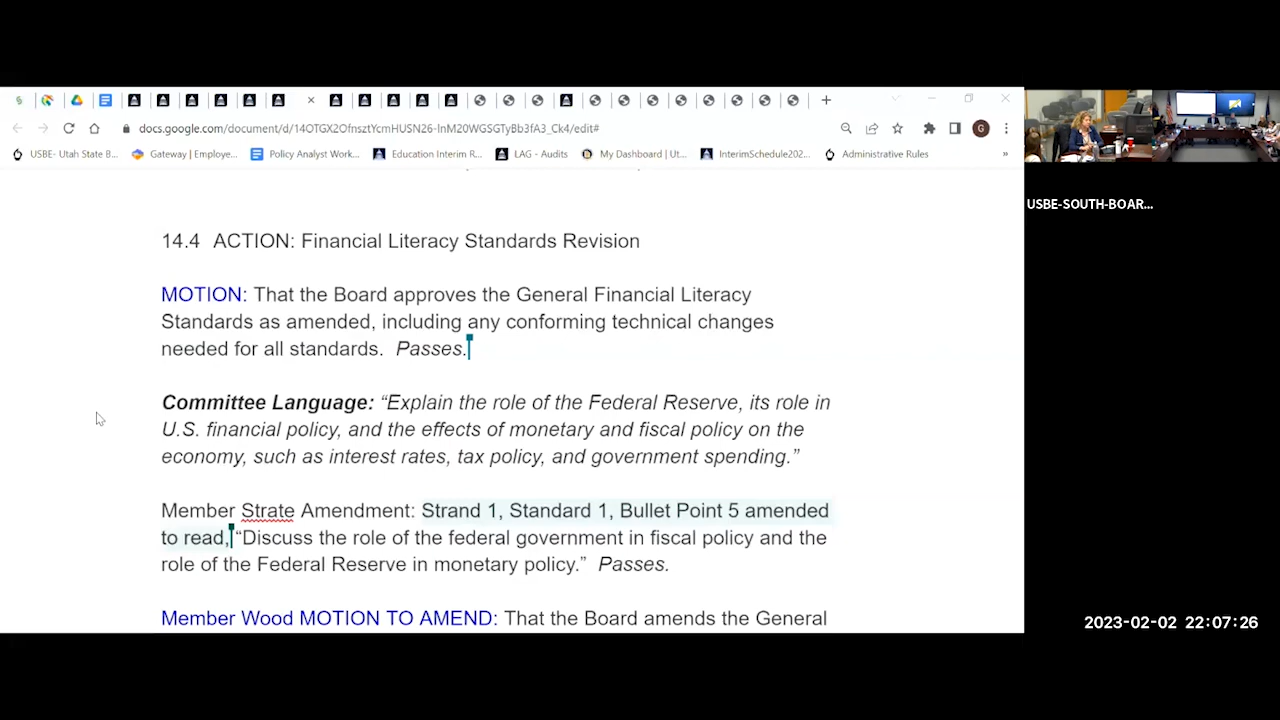 docs.google.com/document/d/14OTGX2OfnsztYcmHUSN26-InM20WGSGTyBb3fA3_Ck4/edit#
G
USBE- Utah State B...
Gateway | Employe...
Policy Analyst Work...
Education Interim R...
LAG - Audits
My Dashboard | Ut...
InterimSchedule202...
Administrative Rules
»
USBE-SOUTH-BOAR...
14.4 ACTION: Financial Literacy Standards Revision
MOTION: That the Board approves the General Financial Literacy
Standards as amended, including any conforming technical changes
needed for all standards. Passes.
Committee Language: “Explain the role of the Federal Reserve, its role in
U.S. financial policy, and the effects of monetary and fiscal policy on the
economy, such as interest rates, tax policy, and government spending.”
Member Strate Amendment: Strand 1, Standard 1, Bullet Point 5 amended
to read, “Discuss the role of the federal government in fiscal policy and the
role of the Federal Reserve in monetary policy.” Passes.
Member Wood MOTION TO AMEND: That the Board amends the General
2023-02-02 22:07:26